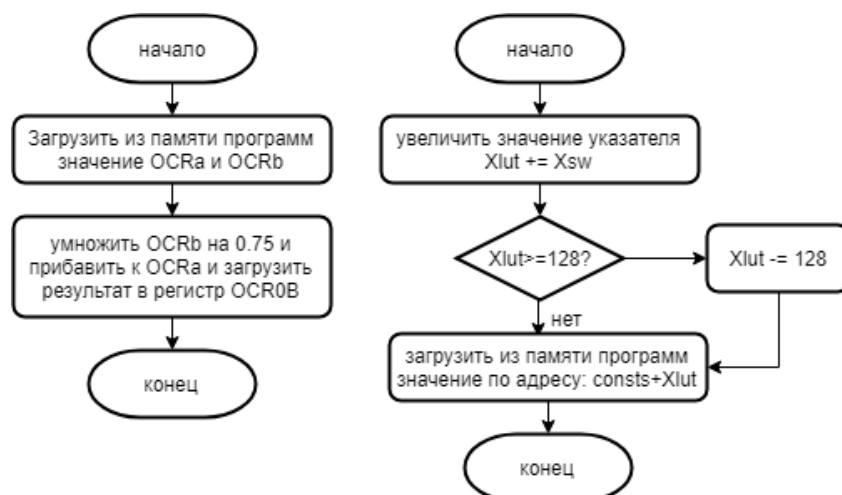 начало
Загрузить из памяти программ
значение OCRa и OCRb
умножить OCRb на 0.75 и
прибавить к OCRa и загрузить
результат в регистр OCR0B
конец
начало
увеличить значение указателя
Xlut += Xsw
Xlut>=128?
Xlut -= 128
нет
загрузить из памяти программ
значение по адресу: consts+Xlut
конец